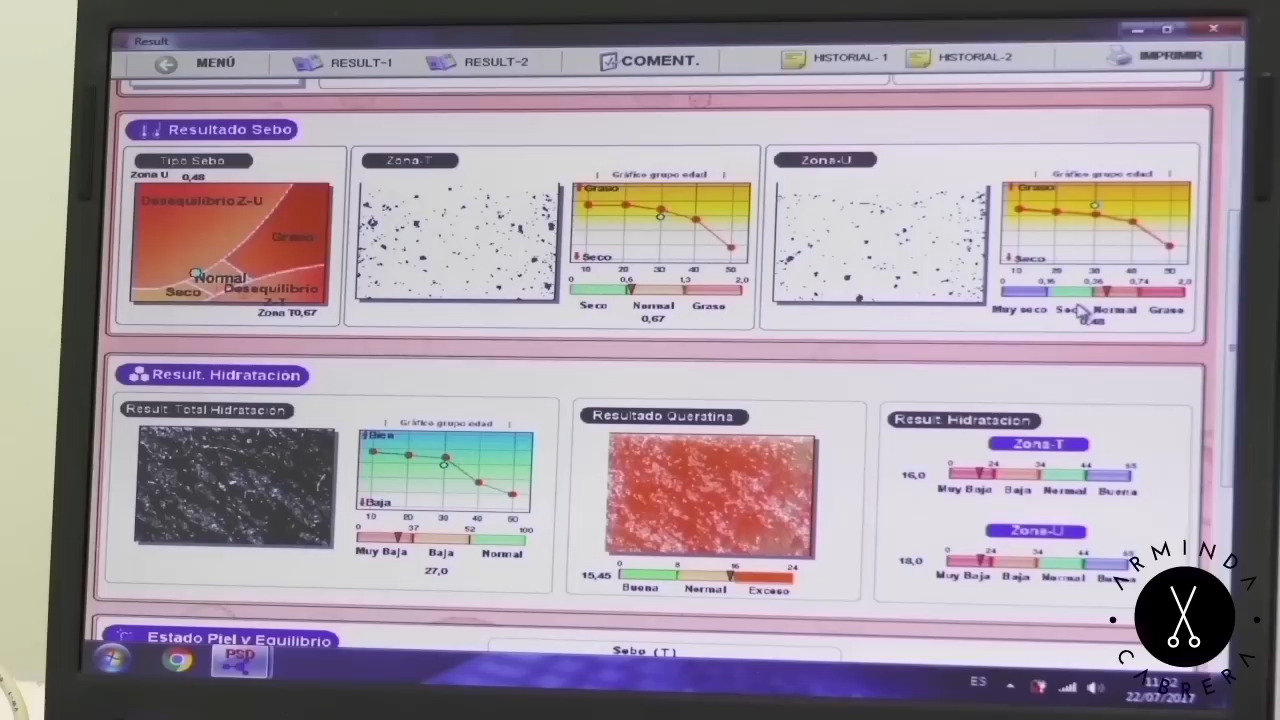 Result
MENÚ
RESULT-1
RESULT-2
COMENT.
HISTORIAL- 1
HISTORIAL-2
IMPRIMIR
Resultado Sebo
Tipo Sebo
Zona U 0,48
Desequilibrio Z-U
Graso
Normal
Seco
Desequilibrio
Z-T
Zona T0,67
Zona-T
Gráfico grupo edad
Graso
Seco
10 20 30 40 50
0 0,6 1,3 2,0
Seco Normal Graso
0,67
Zona-U
Gráfico grupo edad
Graso
Seco
10 20 30 40 50
0 0,16 0,36 0,74 2,0
Muy seco Seco Normal Graso
0,48
Result. Hidratación
Result. Total Hidratación
Gráfico grupo edad
Bien
Baja
10 20 30 40 50
0 37 52 100
Muy Baja Baja Normal
27,0
Resultado Queratina
0 8 16 24
15,45
Buena Normal Exceso
Result. Hidratación
Zona-T
0 24 34 44 65
16,0
Muy Baja Baja Normal Buena
Zona-U
0 24 34 44 65
18,0
Muy Baja Baja Normal
Estado Piel y Equilibrio
Sebo (T)
PSD
ES
22/07/2017
ARMINDA
CABRERA